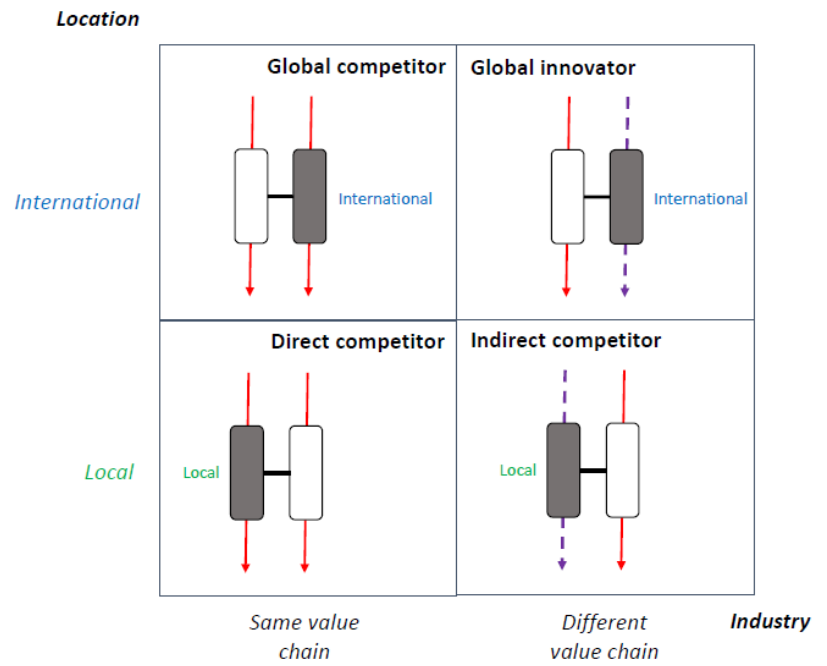 Location
Global competitor
Global innovator
International
International
International
Direct competitor
Indirect competitor
Local
Local
Local
Same value
chain
Different
value chain
Industry